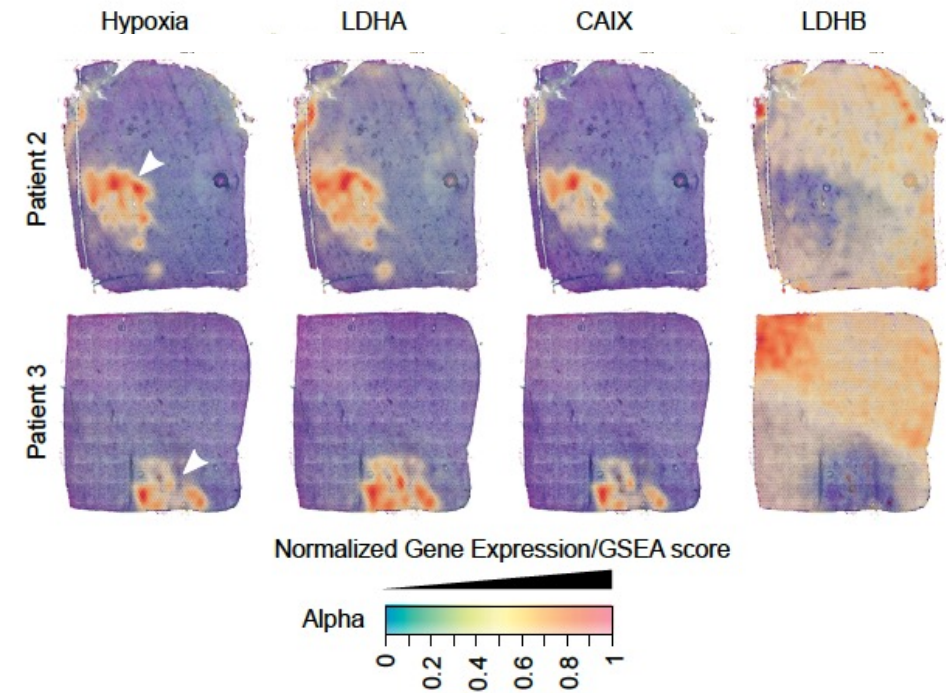 Hypoxia LDHA CAIX LDHB
Patient 2
Patient 3
Normalized Gene Expression/GSEA score
Alpha
0 0.2 0.4 0.6 0.8 1